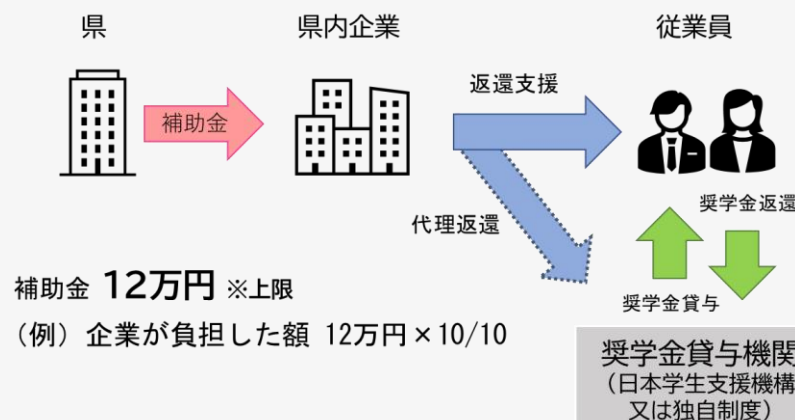 県
県内企業
従業員
補助金
返還支援
代理返還
奨学金返還
奨学金貸与
補助金 12万円 ※上限
（例）企業が負担した額 12万円×10/10
奨学金貸与機関
（日本学生支援機構
又は独自制度）